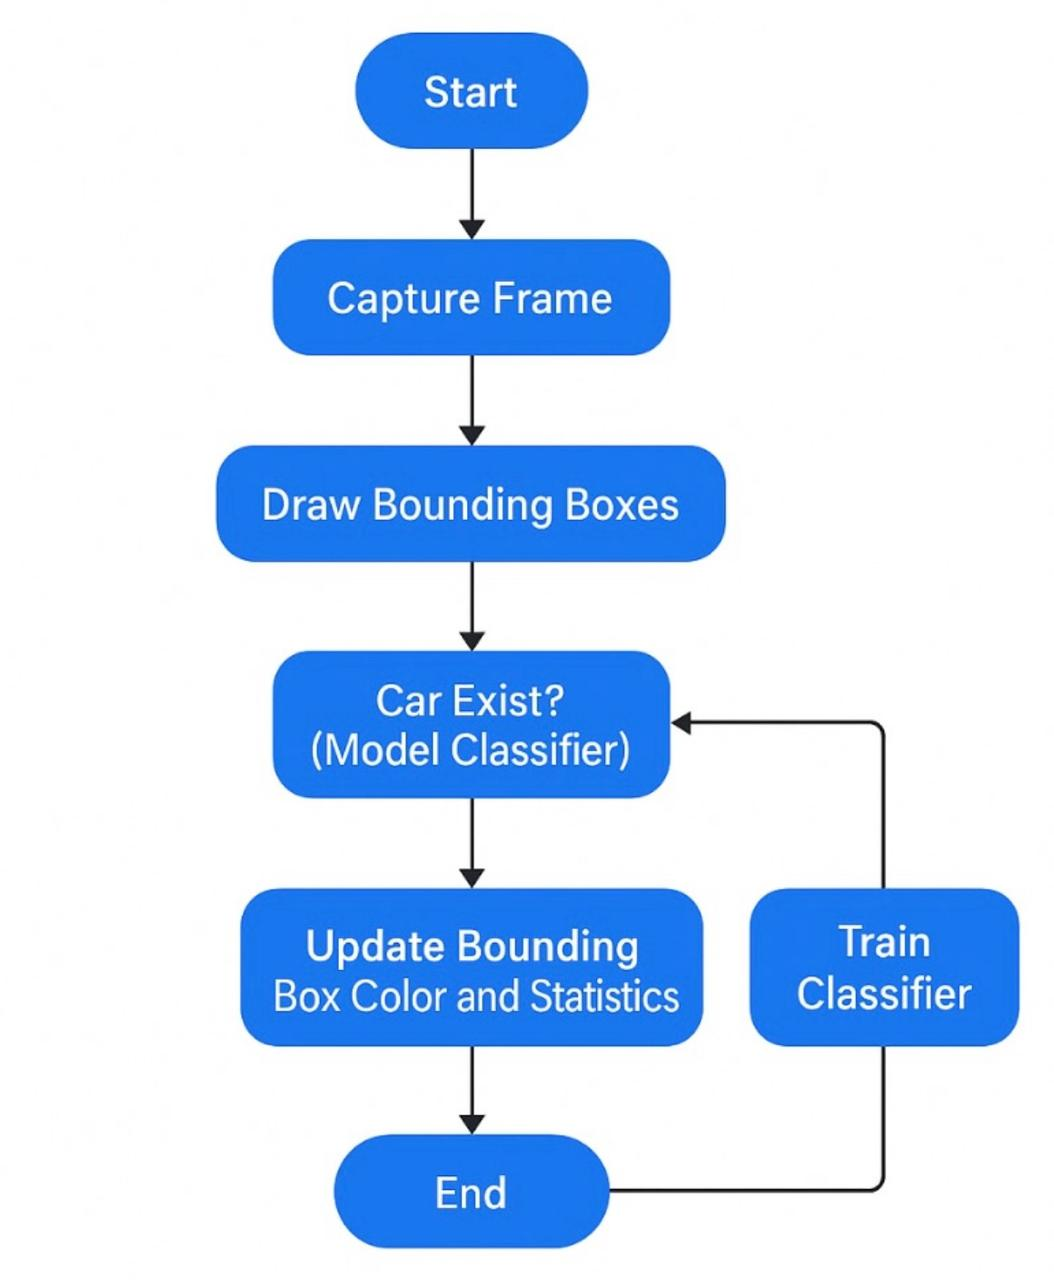 Start
Capture Frame
Draw Bounding Boxes
Car Exist?
(Model Classifier)
Update Bounding
Box Color and Statistics
Train
Classifier
End